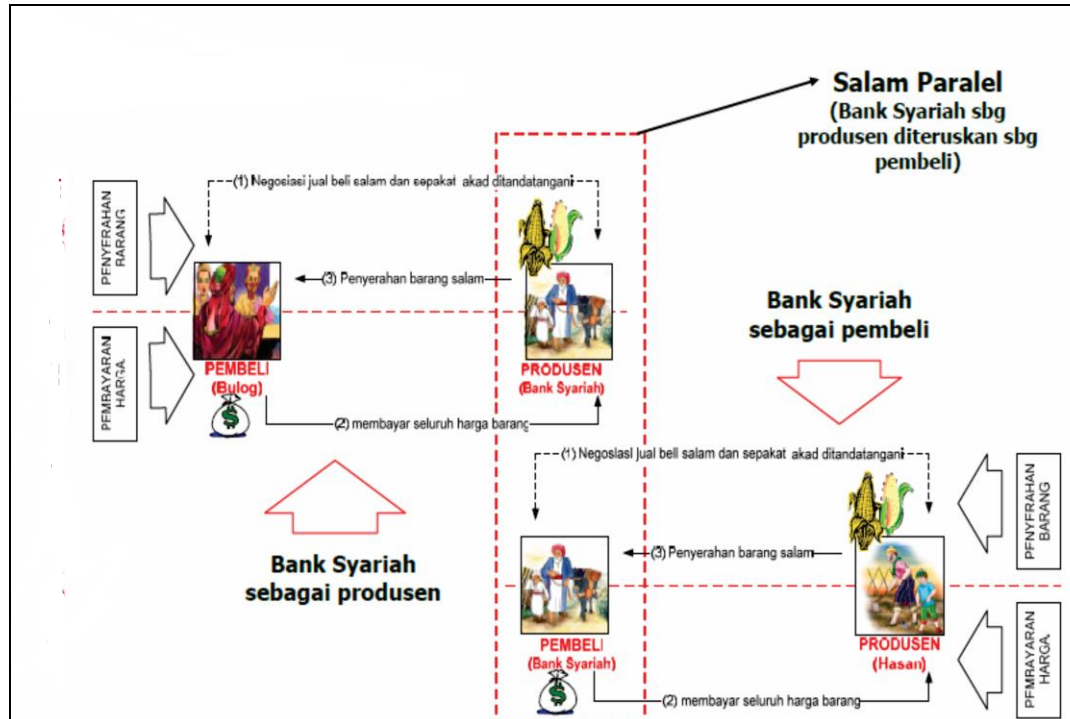 Salam Paralel
(Bank Syariah sbg
produsen diteruskan sbg
pembeli)
(1) Negosiasi jual beli salam dan sepakat akad ditandatangani
PENYERAHAN
BARANG
(3) Penyerahan barang salam
PEMBELI
(Bulog)
PRODUSEN
(Bank Syariah)
PEMBAYARAN
HARGA
$
(2) membayar seluruh harga barang
Bank Syariah
sebagai pembeli
Bank Syariah
sebagai produsen
(1) Negosiasi jual beli salam dan sepakat akad ditandatangani
PENYERAHAN
BARANG
(3) Penyerahan barang salam
PEMBELI
(Bank Syariah)
PRODUSEN
(Hasan)
PEMBAYARAN
HARGA
$
(2) membayar seluruh harga barang